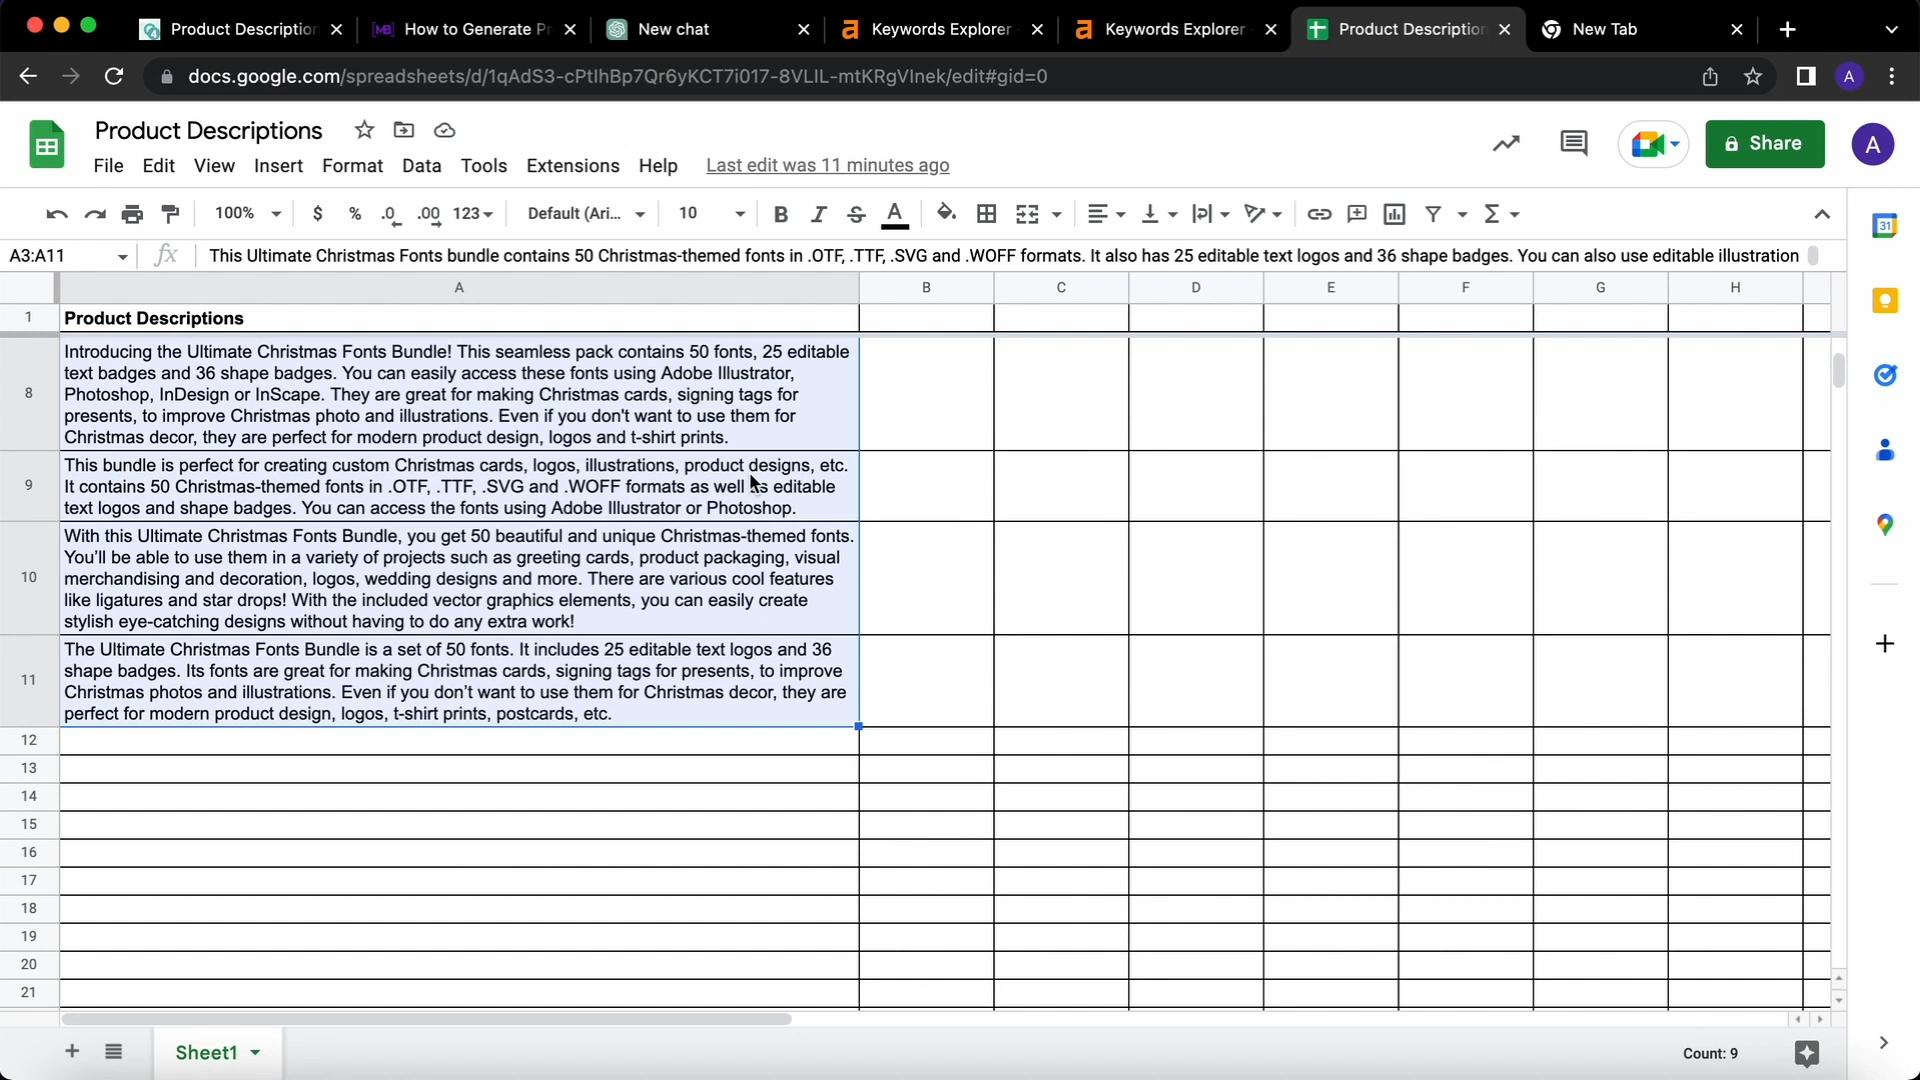 Product Description
How to Generate Pr
New chat
Keywords Explorer
Keywords Explorer
Product Description
New Tab
docs.google.com/spreadsheets/d/1qAdS3-cPtIhBp7Qr6yKCT7i017-8VLIL-mtKRgVInek/edit#gid=0
A
Product Descriptions
File Edit View Insert Format Data Tools Extensions Help Last edit was 11 minutes ago
Share
A
100% $ % .0 .00 123 Default (Ari... 10 B I S A
31
A3:A11 fx This Ultimate Christmas Fonts bundle contains 50 Christmas-themed fonts in .OTF, .TTF, .SVG and .WOFF formats. It also has 25 editable text logos and 36 shape badges. You can also use editable illustration
A B C D E F G H
1 Product Descriptions
8
Introducing the Ultimate Christmas Fonts Bundle! This seamless pack contains 50 fonts, 25 editable
text badges and 36 shape badges. You can easily access these fonts using Adobe Illustrator,
Photoshop, InDesign or InScape. They are great for making Christmas cards, signing tags for
presents, to improve Christmas photo and illustrations. Even if you don't want to use them for
Christmas decor, they are perfect for modern product design, logos and t-shirt prints.
9
This bundle is perfect for creating custom Christmas cards, logos, illustrations, product designs, etc.
It contains 50 Christmas-themed fonts in .OTF, .TTF, .SVG and .WOFF formats as well as editable
text logos and shape badges. You can access the fonts using Adobe Illustrator or Photoshop.
10
With this Ultimate Christmas Fonts Bundle, you get 50 beautiful and unique Christmas-themed fonts.
You'll be able to use them in a variety of projects such as greeting cards, product packaging, visual
merchandising and decoration, logos, wedding designs and more. There are various cool features
like ligatures and star drops! With the included vector graphics elements, you can easily create
stylish eye-catching designs without having to do any extra work!
11
The Ultimate Christmas Fonts Bundle is a set of 50 fonts. It includes 25 editable text logos and 36
shape badges. Its fonts are great for making Christmas cards, signing tags for presents, to improve
Christmas photos and illustrations. Even if you don't want to use them for Christmas decor, they are
perfect for modern product design, logos, t-shirt prints, postcards, etc.
12
13
14
15
16
17
18
19
20
21
Sheet1
Count: 9